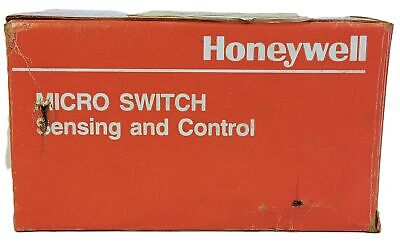 Honeywell
MICRO SWITCH
Sensing and Control